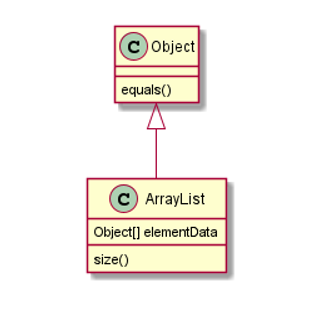 C Object
equals()
C ArrayList
Object[] elementData
size()